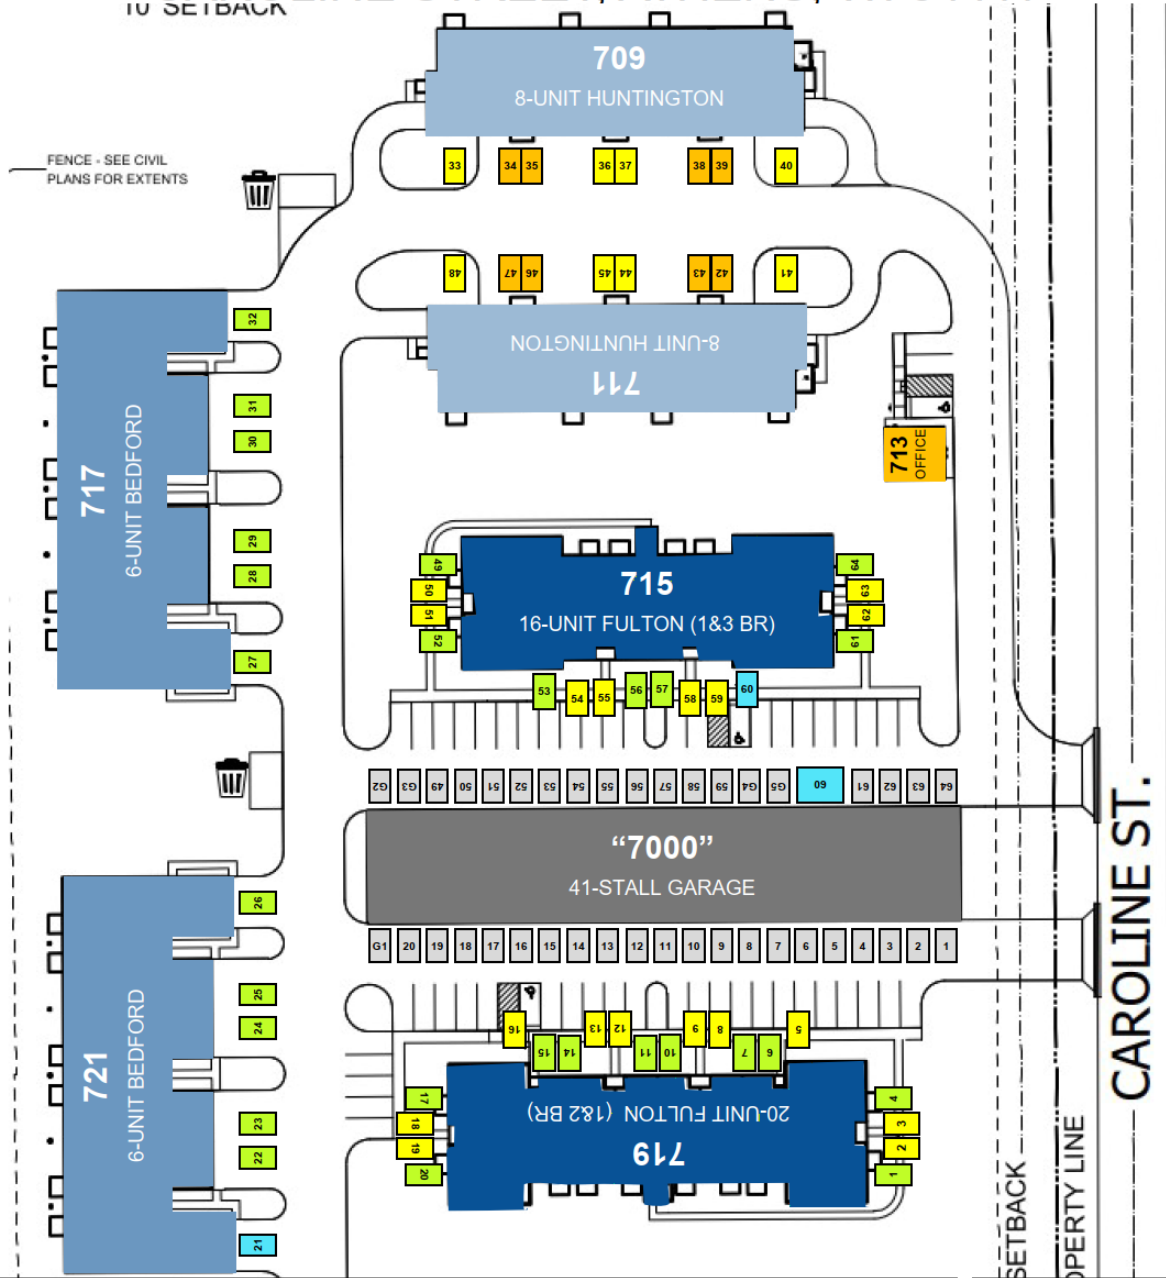 10' SETBACK
709
8-UNIT HUNTINGTON
FENCE - SEE CIVIL
PLANS FOR EXTENTS
33 34 35 36 37 38 39 40
48 47 46 45 44 43 42 41
8-UNIT HUNTINGTON
711
32
31
30
29
28
27
717
6-UNIT BEDFORD
713
OFFICE
715
16-UNIT FULTON (1&3 BR)
49
50
51
52
64
63
62
61
53 54 55 56 57 58 59 60
G2 G3 49 50 51 52 53 54 55 56 57 58 59 G4 G5 60 61 62 63 64
"7000"
41-STALL GARAGE
G1 20 19 18 17 16 15 14 13 12 11 10 9 8 7 6 5 4 3 2 1
CAROLINE ST.
26
25
24
23
22
21
721
6-UNIT BEDFORD
16 15 14 13 12 11 10 9 8 7 6 5
17
18
19
20
4
3
2
1
20-UNIT FULTON (1&2 BR)
719
SETBACK
OPERTY LINE